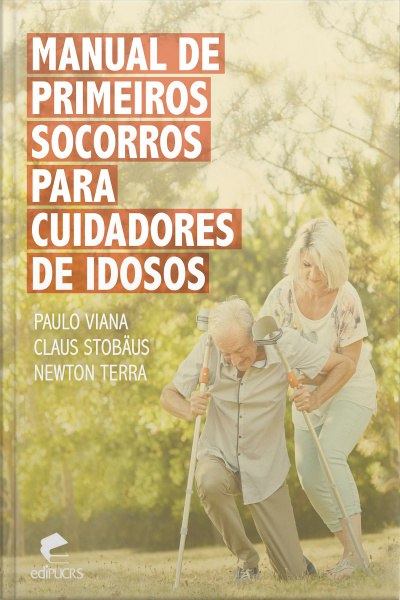 MANUAL DE
PRIMEIROS
SOCORROS
PARA
CUIDADORES
DE IDOSOS
PAULO VIANA
CLAUS STOBÄUS
NEWTON TERRA
ediPUCRS